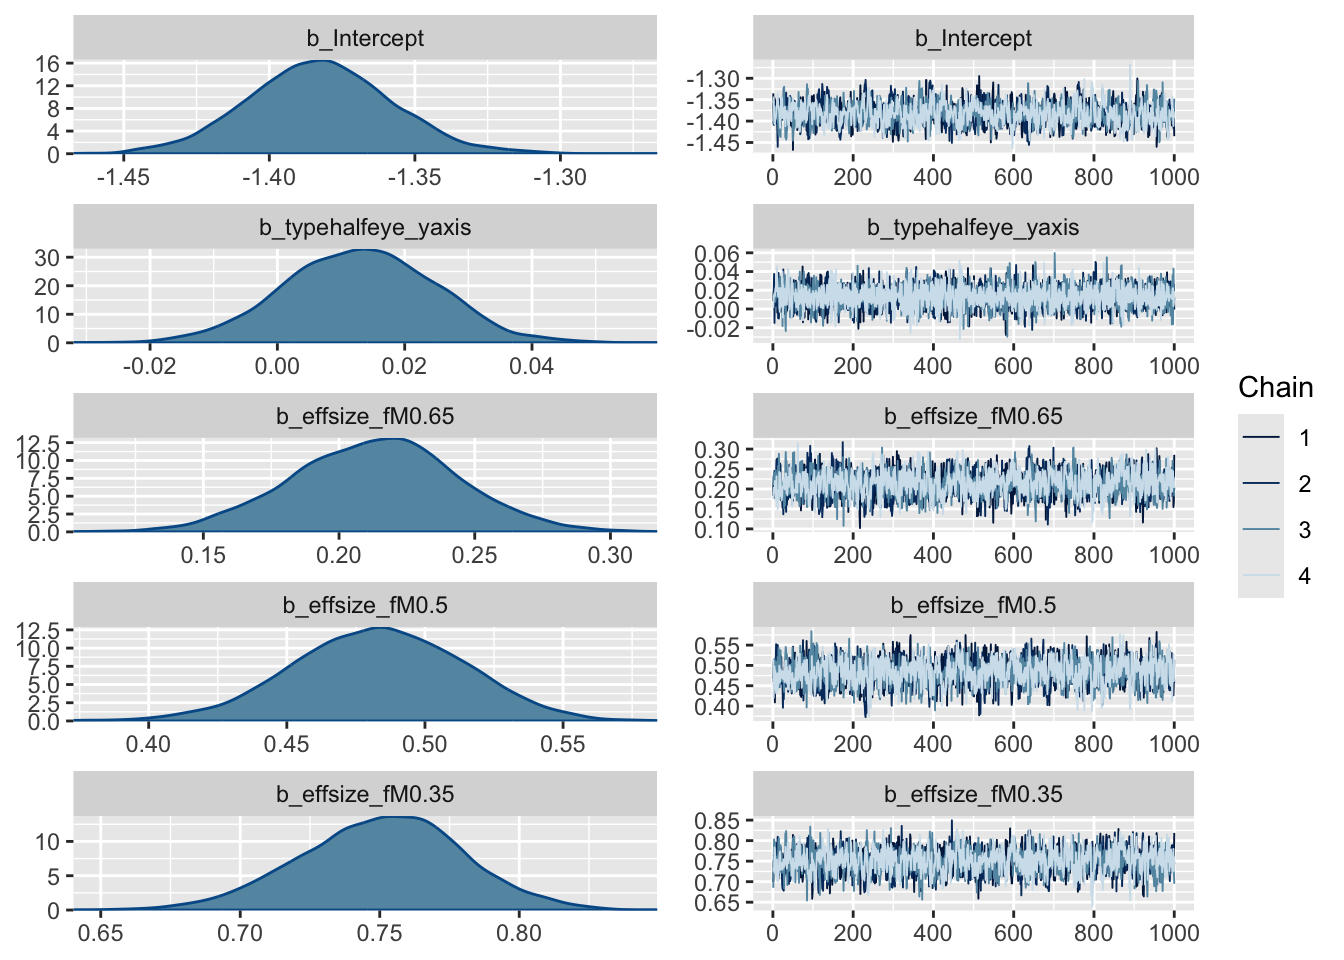 b_Intercept
16
12
8
4
0
-1.45 -1.40 -1.35 -1.30
b_Intercept
-1.30
-1.35
-1.40
-1.45
0 200 400 600 800 1000
b_typehalfeye_yaxis
30
20
10
0
-0.02 0.00 0.02 0.04
b_typehalfeye_yaxis
0.06
0.04
0.02
0.00
-0.02
0 200 400 600 800 1000
b_effsize_fM0.65
12.5
10.0
7.5
5.0
2.5
0.0
0.15 0.20 0.25 0.30
b_effsize_fM0.65
0.30
0.25
0.20
0.15
0.10
0 200 400 600 800 1000
b_effsize_fM0.5
12.5
10.0
7.5
5.0
2.5
0.0
0.40 0.45 0.50 0.55
b_effsize_fM0.5
0.55
0.50
0.45
0.40
0 200 400 600 800 1000
b_effsize_fM0.35
10
5
0
0.65 0.70 0.75 0.80
b_effsize_fM0.35
0.85
0.80
0.75
0.70
0.65
0 200 400 600 800 1000
Chain
1
2
3
4